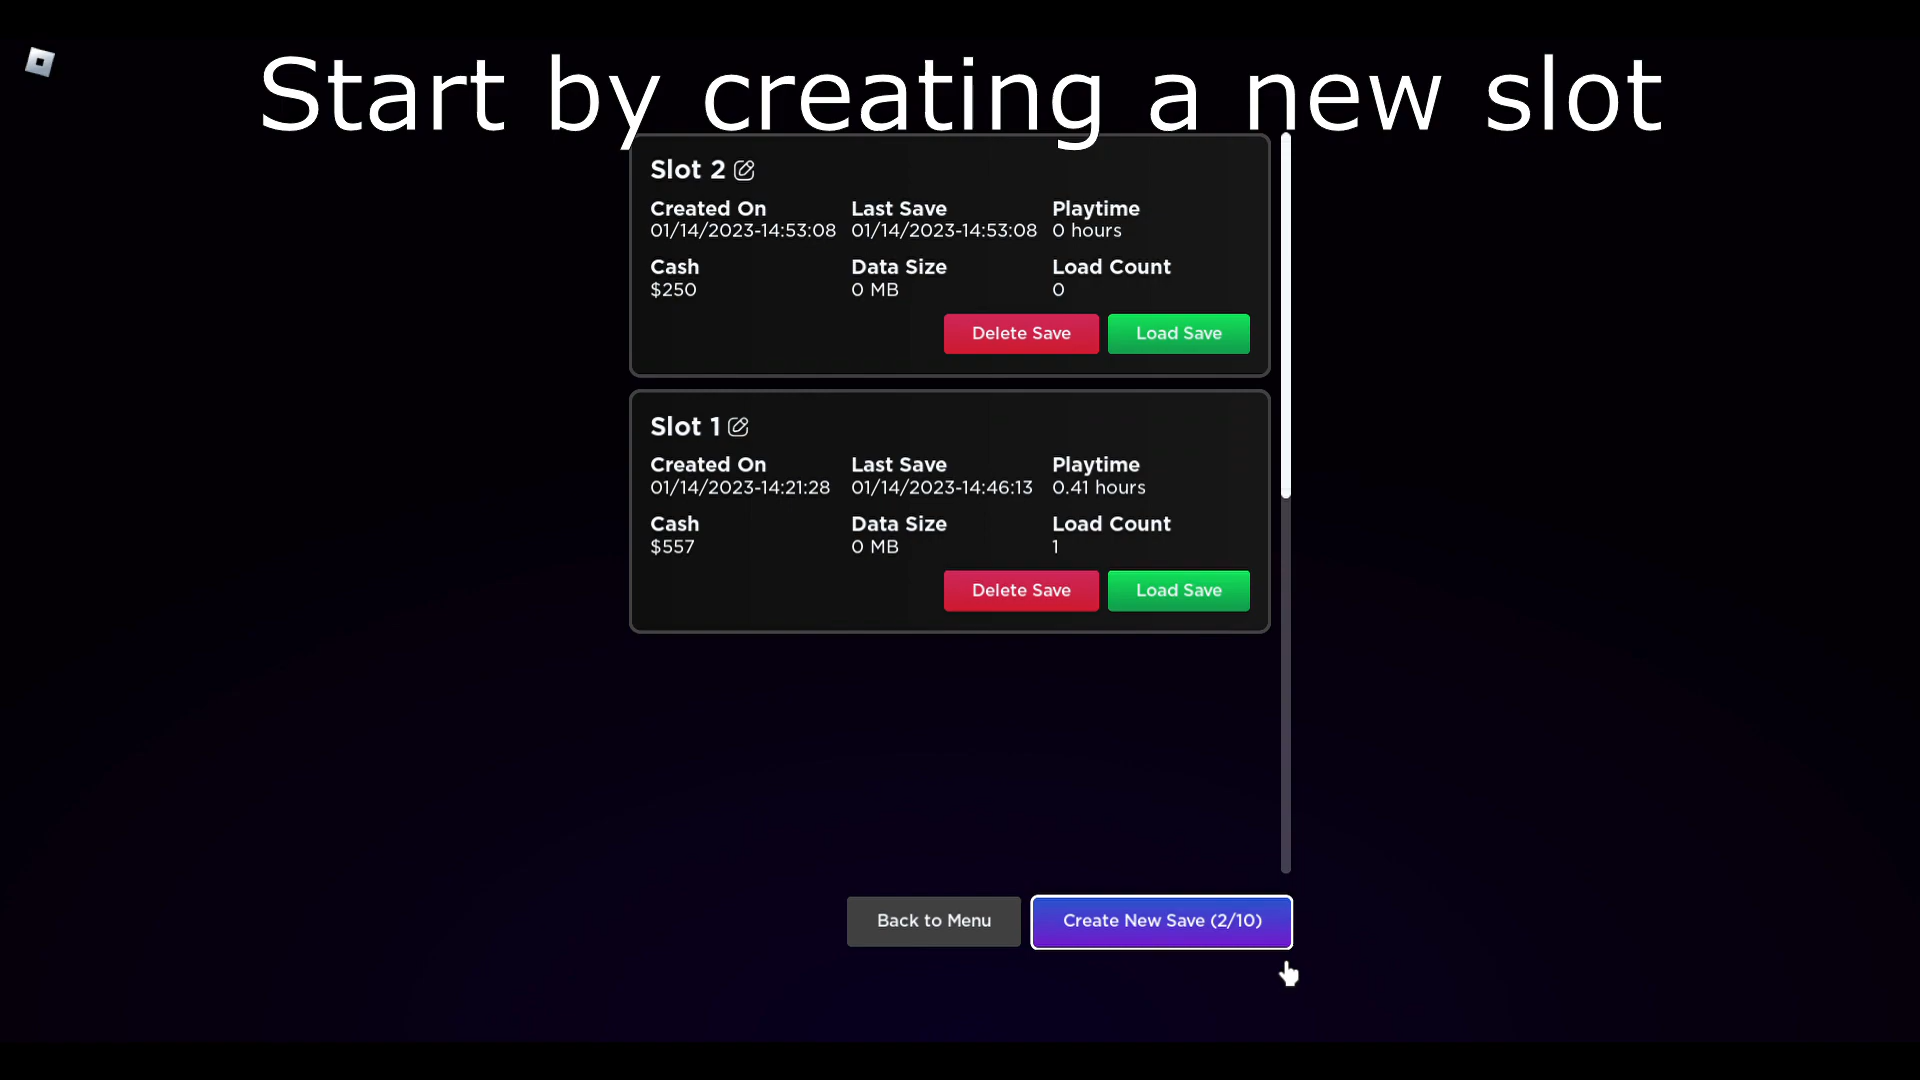 Start by creating a new slot
Slot 2
Created On Last Save Playtime
01/14/2023-14:53:08 01/14/2023-14:53:08 0 hours
Cash Data Size Load Count
$250 0 MB 0
Delete Save Load Save
Slot 1
Created On Last Save Playtime
01/14/2023-14:21:28 01/14/2023-14:46:13 0.41 hours
Cash Data Size Load Count
$557 0 MB 1
Delete Save Load Save
Back to Menu Create New Save (2/10)